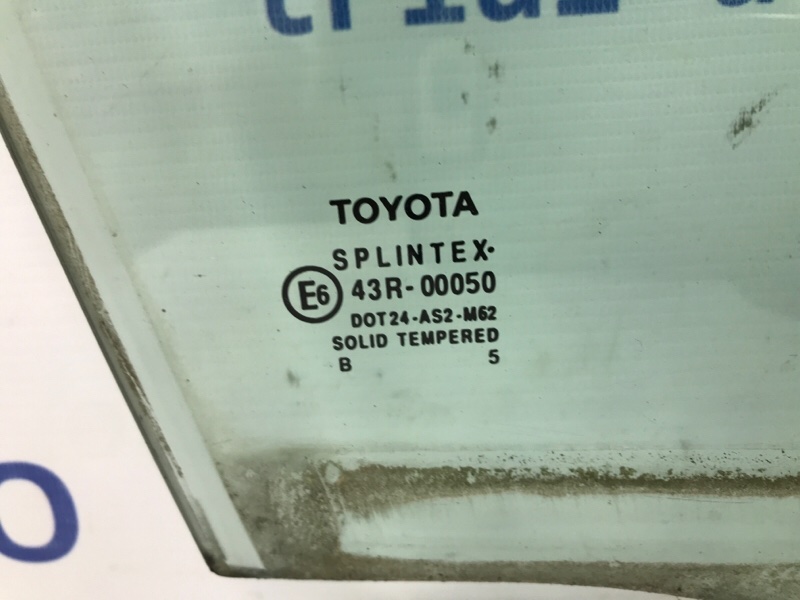 TOYOTA
SPLINTEX·
E6 43R-00050
DOT24-AS2-M62
SOLID TEMPERED
B 5